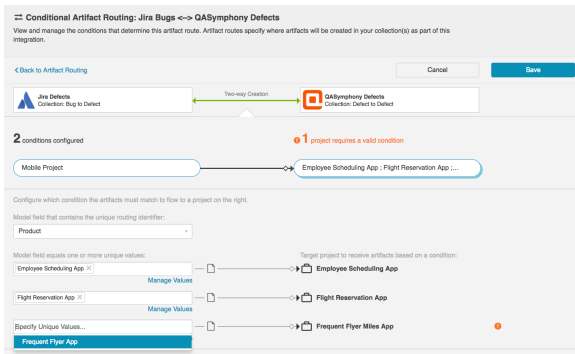 Conditional Artifact Routing: Jira Bugs <–> QASymphony Defects
View and manage the conditions that determine this artifact route. Artifact routes specify where artifacts will be created in your collection(s) as part of this
integration.
Back to Artifact Routing
Cancel
Save
Jira Defects
Collection: Bug to Defect
Two-way Creation
QASymphony Defects
Collection: Defect to Defect
2 conditions configured
1 project requires a valid condition
Mobile Project
Employee Scheduling App ; Flight Reservation App ;...
Configure which condition the artifacts must match to flow to a project on the right.
Model field that contains the unique routing identifier:
Product
Model field equals one or more unique values:
Target project to receive artifacts based on a condition:
Employee Scheduling App ×
Employee Scheduling App
Manage Values
Flight Reservation App ×
Flight Reservation App
Manage Values
Specify Unique Values...
Frequent Flyer Miles App
Frequent Flyer App